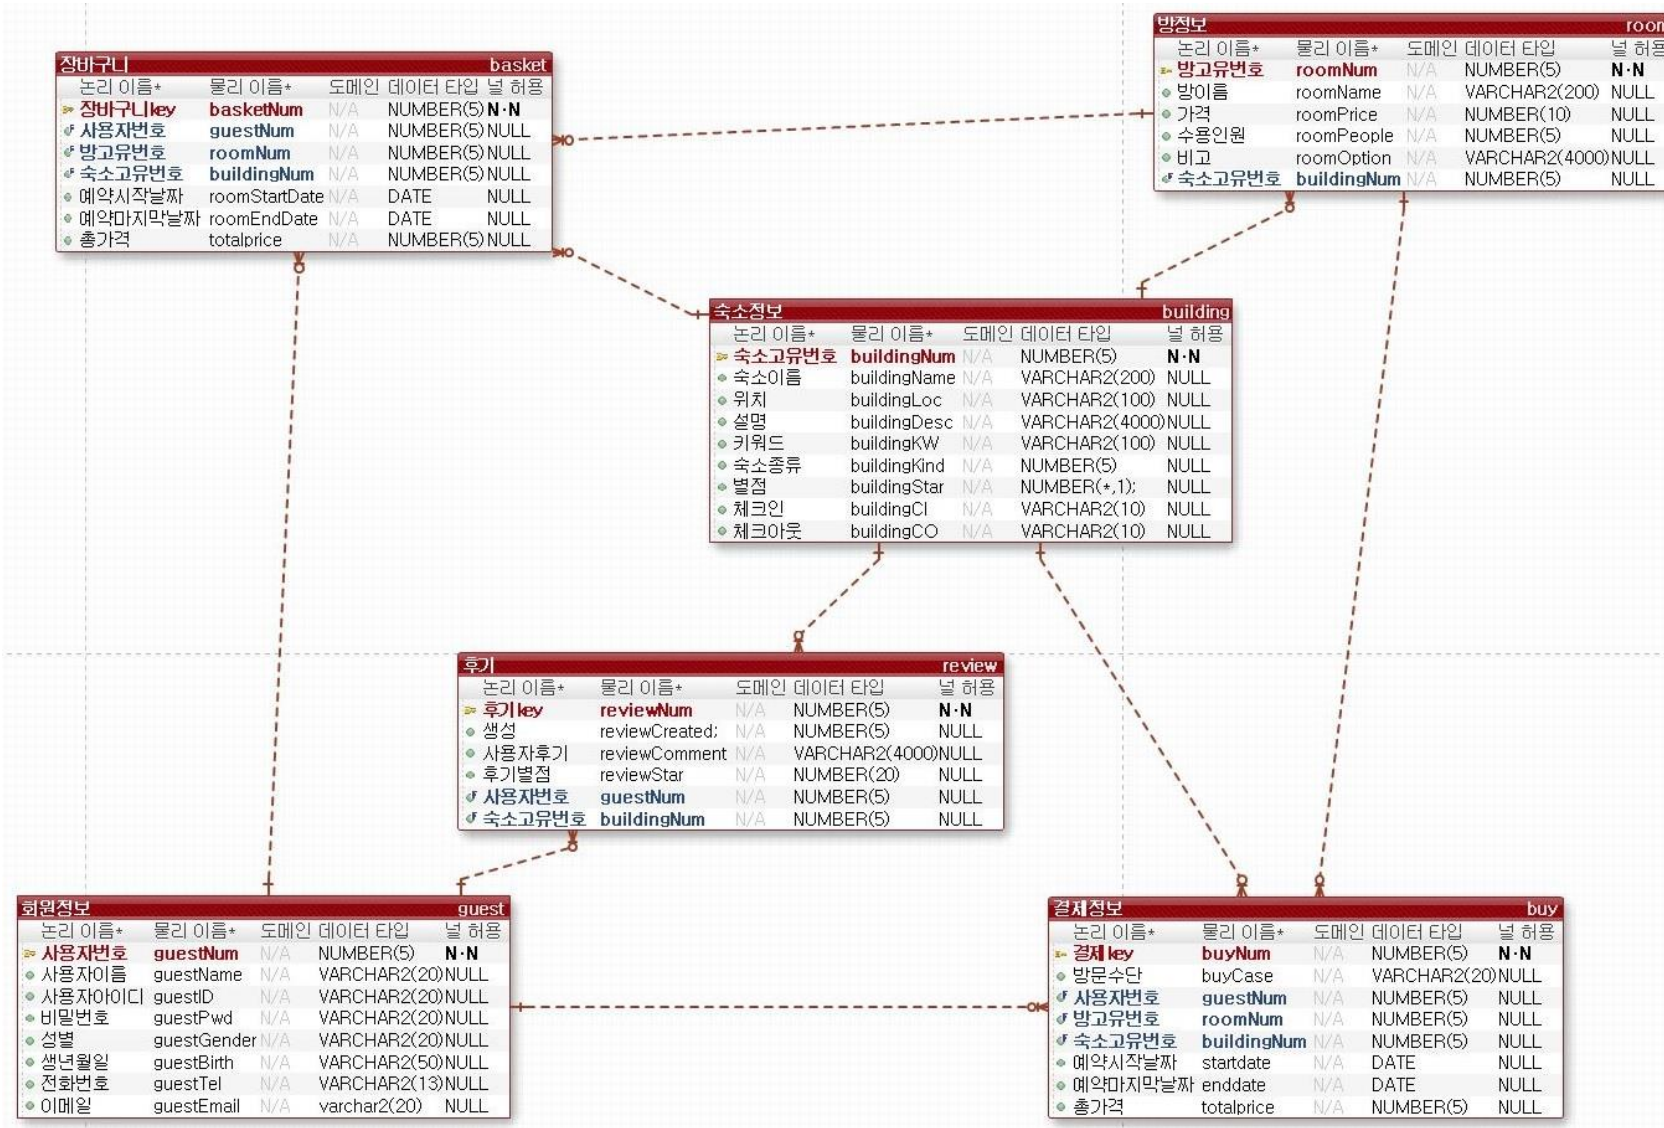 장바구니 basket
논리 이름* 물리 이름* 도메인 데이터 타입 널 허용
장바구니key basketNum N/A NUMBER(5) N·N
사용자번호 guestNum N/A NUMBER(5) NULL
방고유번호 roomNum N/A NUMBER(5) NULL
숙소고유번호 buildingNum N/A NUMBER(5) NULL
예약시작날짜 roomStartDate N/A DATE NULL
예약마지막날짜 roomEndDate N/A DATE NULL
총가격 totalprice N/A NUMBER(5) NULL
방정보 room
논리 이름* 물리 이름* 도메인 데이터 타입 널 허용
방고유번호 roomNum N/A NUMBER(5) N·N
방이름 roomName N/A VARCHAR2(200) NULL
가격 roomPrice N/A NUMBER(10) NULL
수용인원 roomPeople N/A NUMBER(5) NULL
비고 roomOption N/A VARCHAR2(4000) NULL
숙소고유번호 buildingNum N/A NUMBER(5) NULL
숙소정보 building
논리 이름* 물리 이름* 도메인 데이터 타입 널 허용
숙소고유번호 buildingNum N/A NUMBER(5) N·N
숙소이름 buildingName N/A VARCHAR2(200) NULL
위치 buildingLoc N/A VARCHAR2(100) NULL
설명 buildingDesc N/A VARCHAR2(4000) NULL
키워드 buildingKW N/A VARCHAR2(100) NULL
숙소종류 buildingKind N/A NUMBER(5) NULL
별점 buildingStar N/A NUMBER(*,1); NULL
체크인 buildingCI N/A VARCHAR2(10) NULL
체크아웃 buildingCO N/A VARCHAR2(10) NULL
후기 review
논리 이름* 물리 이름* 도메인 데이터 타입 널 허용
후기key reviewNum N/A NUMBER(5) N·N
생성 reviewCreated; N/A NUMBER(5) NULL
사용자후기 reviewComment N/A VARCHAR2(4000) NULL
후기별점 reviewStar N/A NUMBER(20) NULL
사용자번호 guestNum N/A NUMBER(5) NULL
숙소고유번호 buildingNum N/A NUMBER(5) NULL
회원정보 guest
논리 이름* 물리 이름* 도메인 데이터 타입 널 허용
사용자번호 guestNum N/A NUMBER(5) N·N
사용자이름 guestName N/A VARCHAR2(20) NULL
사용자아이디 guestID N/A VARCHAR2(20) NULL
비밀번호 guestPwd N/A VARCHAR2(20) NULL
성별 guestGender N/A VARCHAR2(20) NULL
생년월일 guestBirth N/A VARCHAR2(50) NULL
전화번호 guestTel N/A VARCHAR2(13) NULL
이메일 guestEmail N/A varchar2(20) NULL
결제정보 buy
논리 이름* 물리 이름* 도메인 데이터 타입 널 허용
결제key buyNum N/A NUMBER(5) N·N
방문수단 buyCase N/A VARCHAR2(20) NULL
사용자번호 guestNum N/A NUMBER(5) NULL
방고유번호 roomNum N/A NUMBER(5) NULL
숙소고유번호 buildingNum N/A NUMBER(5) NULL
예약시작날짜 startdate N/A DATE NULL
예약마지막날짜 enddate N/A DATE NULL
총가격 totalprice N/A NUMBER(5) NULL